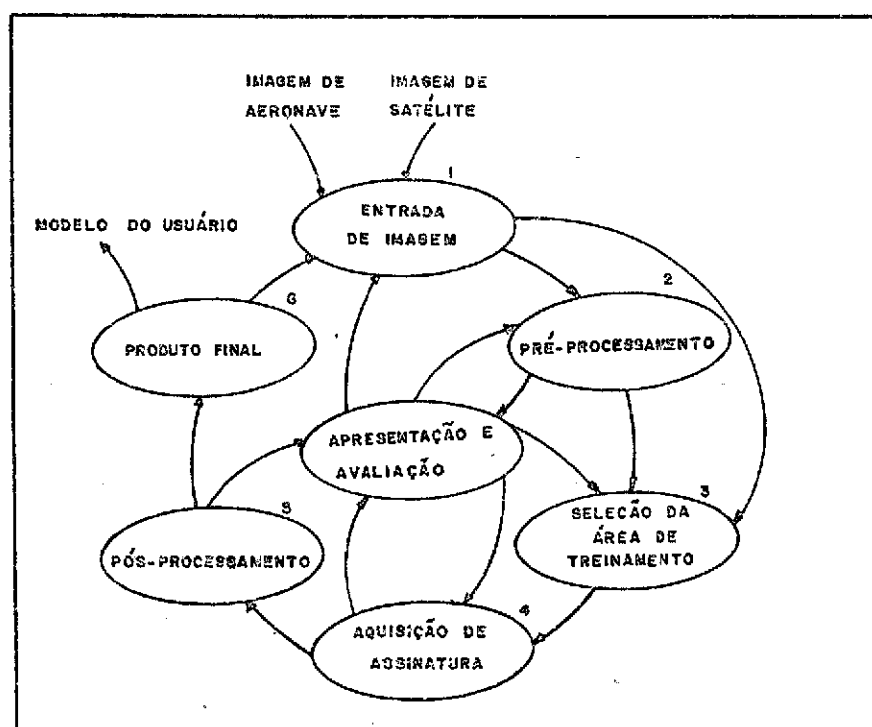 IMAGEM DE
AERONAVE
IMAGEM DE
SATÉLITE
1
ENTRADA
DE IMAGEM
MODELO DO USUÁRIO
2
PRÉ-PROCESSAMENTO
6
PRODUTO FINAL
APRESENTAÇÃO E
AVALIAÇÃO
3
SELEÇÃO DA
ÁREA DE
TREINAMENTO
5
PÓS-PROCESSAMENTO
4
AQUISIÇÃO DE
ASSINATURA